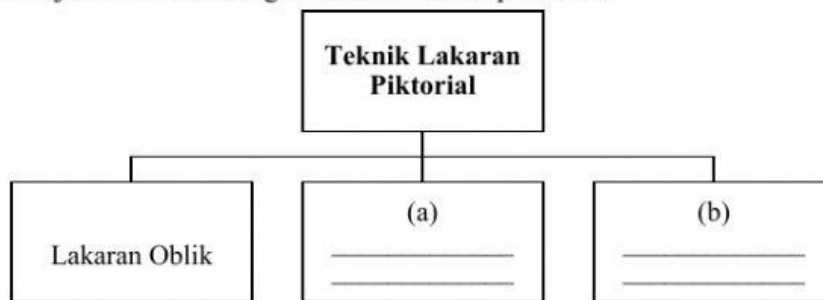 Teknik Lakaran
Piktorial
Lakaran Oblik
(a)
(b)